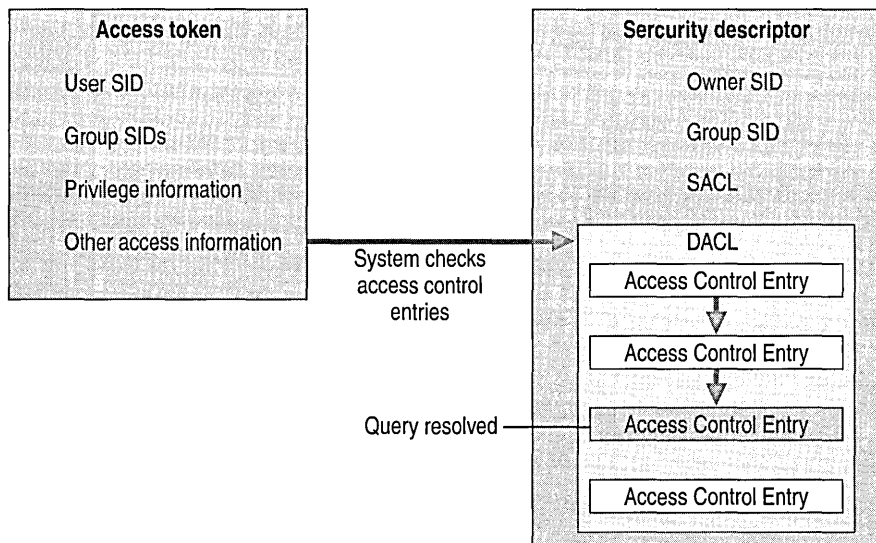 Access token
User SID
Group SIDs
Privilege information
Other access information
System checks
access control
entries
Query resolved
Sercurity descriptor
Owner SID
Group SID
SACL
DACL
Access Control Entry
Access Control Entry
Access Control Entry
Access Control Entry